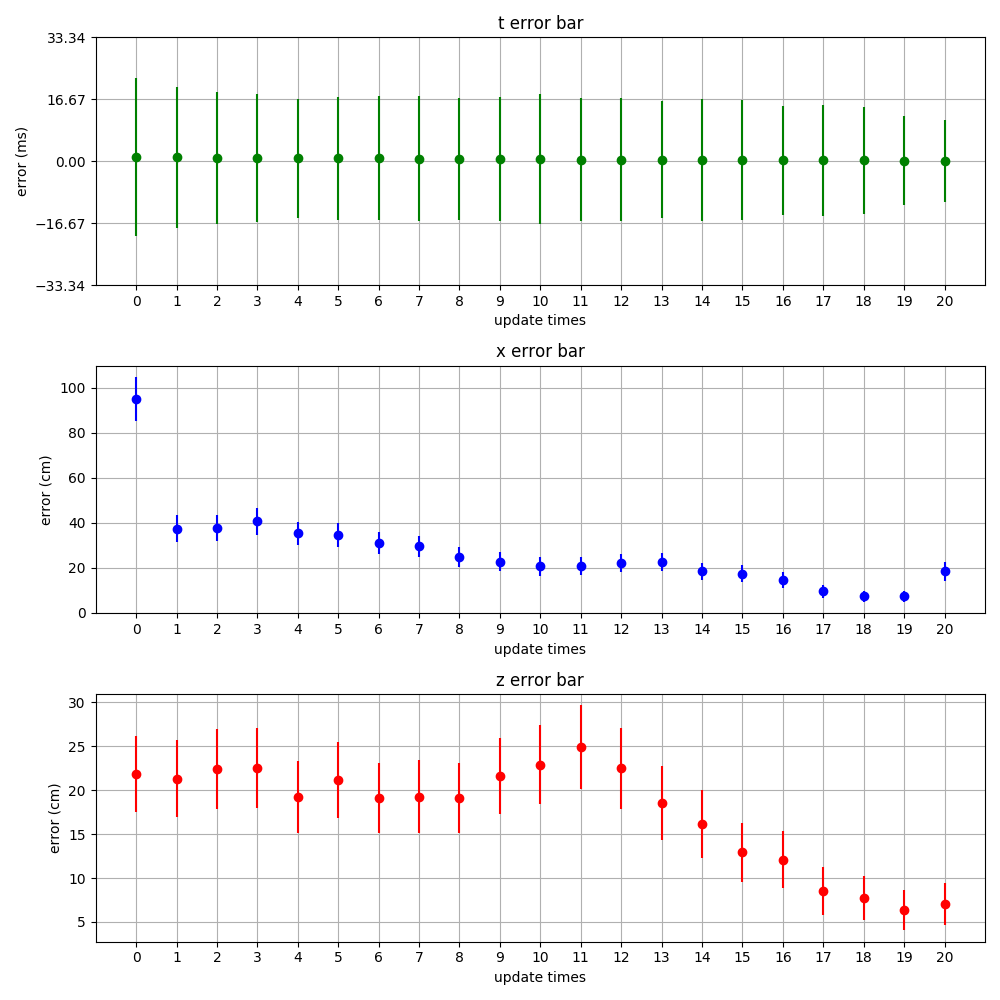 t error bar
33.34
16.67
0.00
−16.67
−33.34
error (ms)
0 1 2 3 4 5 6 7 8 9 10 11 12 13 14 15 16 17 18 19 20
update times
x error bar
100
80
60
40
20
0
error (cm)
0 1 2 3 4 5 6 7 8 9 10 11 12 13 14 15 16 17 18 19 20
update times
z error bar
30
25
20
15
10
5
error (cm)
0 1 2 3 4 5 6 7 8 9 10 11 12 13 14 15 16 17 18 19 20
update times